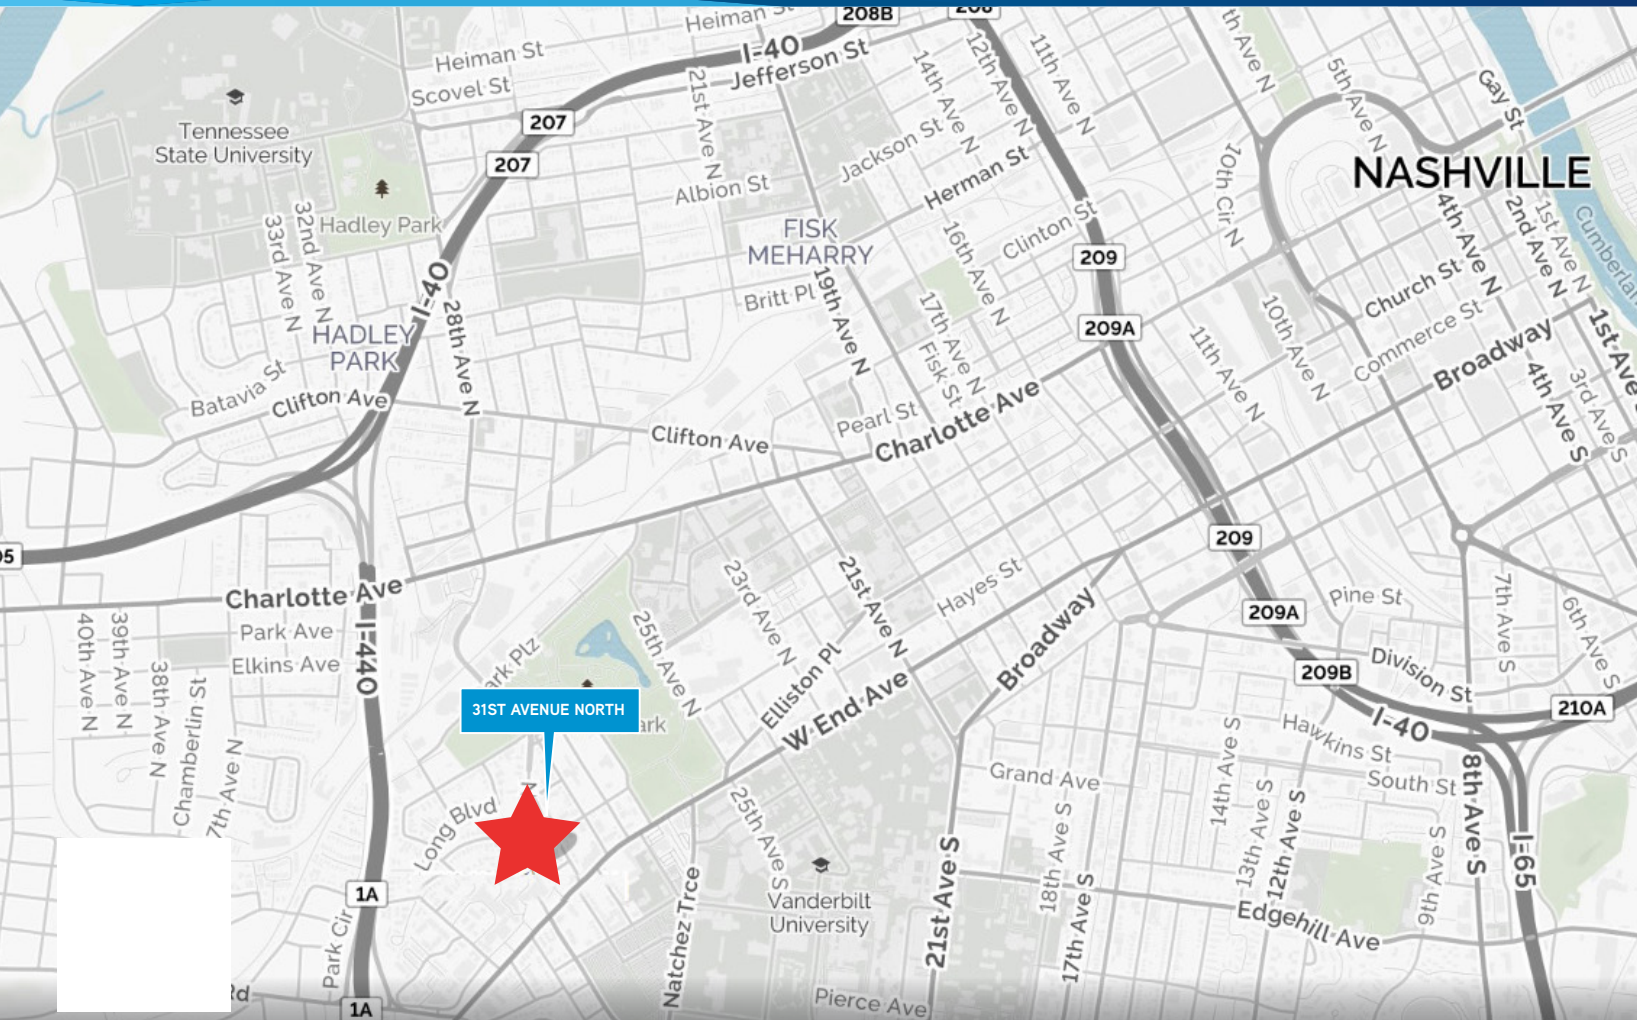 Heiman St
208B
208
Heiman St
I-40
Jefferson St
Scovel St
14th Ave N
12th Ave N
11th Ave N
th Ave N
5th Ave N
Gay St
21st Ave N
207
Tennessee
State University
207
Jackson St
Herman St
10th Cir N
NASHVILLE
Albion St
Hadley Park
33rd Ave N
32nd Ave N
FISK
MEHARRY
16th Ave N
Clinton St
4th Ave N
2nd Ave N
1st Ave N
209
I-40
Britt Pl
19th Ave N
17th Ave N
Church St
Commerce St
HADLEY
PARK
28th Ave N
209A
11th Ave N
10th Ave N
Broadway
1st Ave
Fisk St
Batavia St
Clifton Ave
Pearl St
Charlotte Ave
4th Ave S
3rd Ave S
Clifton Ave
209
21st Ave N
23rd Ave N
Hayes St
Charlotte Ave
Pine St
7th Ave S
6th Ave S
209A
40th Ave N
39th Ave N
Park Ave
I-440
25th Ave N
Broadway
Elkins Ave
38th Ave N
Chamberlin St
Elliston Pl
W End Ave
209B
Division St
31ST AVENUE NORTH
210A
I-40
Hawkins St
South St
7th Ave N
Grand Ave
14th Ave S
8th Ave S
Long Blvd
25th Ave S
18th Ave S
13th Ave S
12th Ave S
I-65
1A
Vanderbilt
University
21st Ave S
9th Ave S
Natchez Trce
17th Ave S
Edgehill Ave
Park Cir
Rd
1A
Pierce Ave